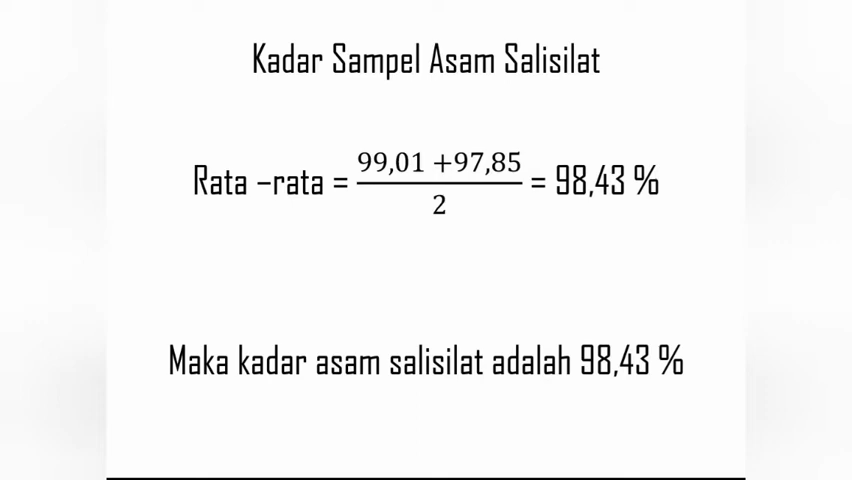 Kadar Sampel Asam Salisilat
Rata –rata = 99,01 +97,85 / 2 = 98,43 %
Maka kadar asam salisilat adalah 98,43 %